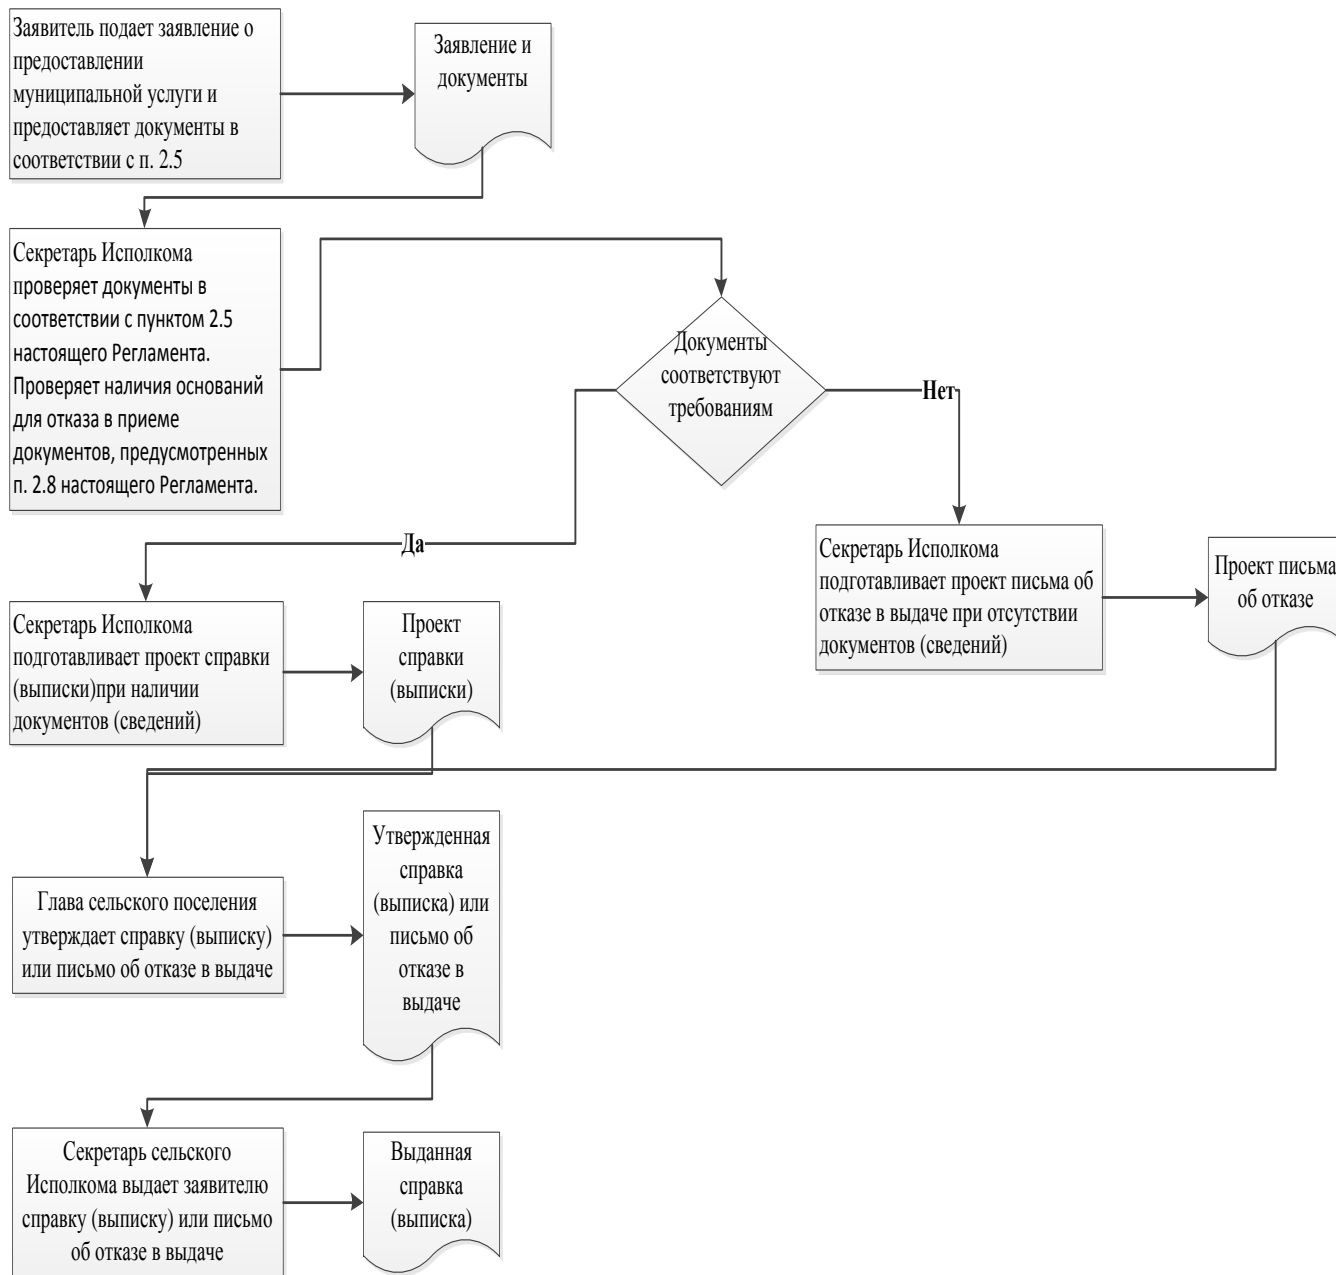 Заявитель подает заявление о
предоставлении
муниципальной услуги и
предоставляет документы в
соответствии с п. 2.5
Заявление и
документы
Секретарь Исполкома
проверяет документы в
соответствии с пунктом 2.5
настоящего Регламента.
Проверяет наличия оснований
для отказа в приеме
документов, предусмотренных
п. 2.8 настоящего Регламента.
Документы
соответствуют
требованиям
Нет
Да
Секретарь Исполкома
подготавливает проект письма об
отказе в выдаче при отсутствии
документов (сведений)
Проект письма
об отказе
Секретарь Исполкома
подготавливает проект справки
(выписки)при наличии
документов (сведений)
Проект
справки
(выписки)
Глава сельского поселения
утверждает справку (выписку)
или письмо об отказе в выдаче
Утвержденная
справка
(выписка) или
письмо об
отказе в
выдаче
Секретарь сельского
Исполкома выдает заявителю
справку (выписку) или письмо
об отказе в выдаче
Выданная
справка
(выписка)